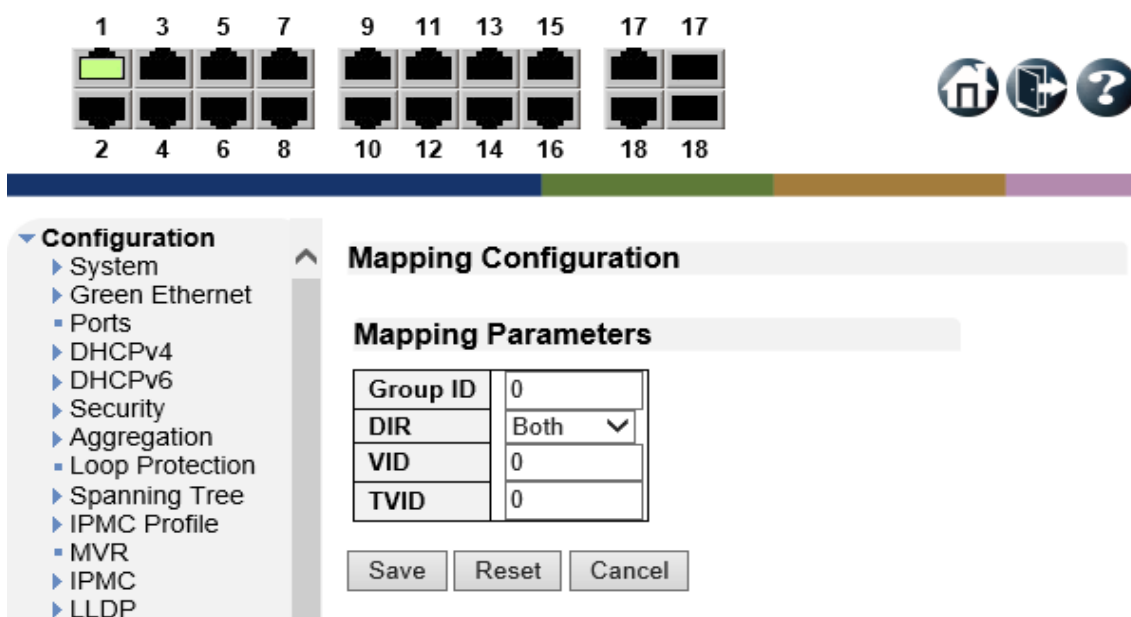 1 3 5 7 9 11 13 15 17 17
2 4 6 8 10 12 14 16 18 18
?
Configuration
System
Green Ethernet
Ports
DHCPv4
DHCPv6
Security
Aggregation
Loop Protection
Spanning Tree
IPMC Profile
MVR
IPMC
LLDP
Mapping Configuration
Mapping Parameters
Group ID 0
DIR Both
VID 0
TVID 0
Save Reset Cancel